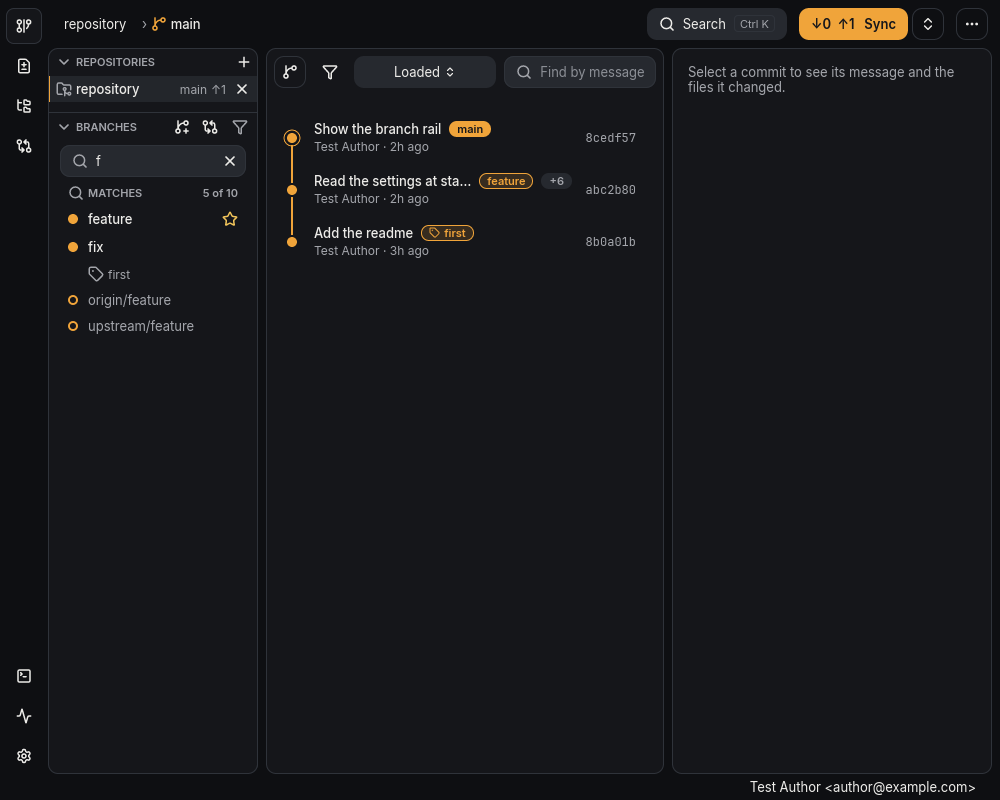 repository › main
Search Ctrl K
↓0 ↑1 Sync
REPOSITORIES
repository main ↑1
BRANCHES
f
MATCHES 5 of 10
feature
fix
first
origin/feature
upstream/feature
Loaded
Find by message
Show the branch rail main
Test Author · 2h ago
8cedf57
Read the settings at sta... feature +6
Test Author · 2h ago
abc2b80
Add the readme first
Test Author · 3h ago
8b0a01b
Select a commit to see its message and the
files it changed.
Test Author <author@example.com>